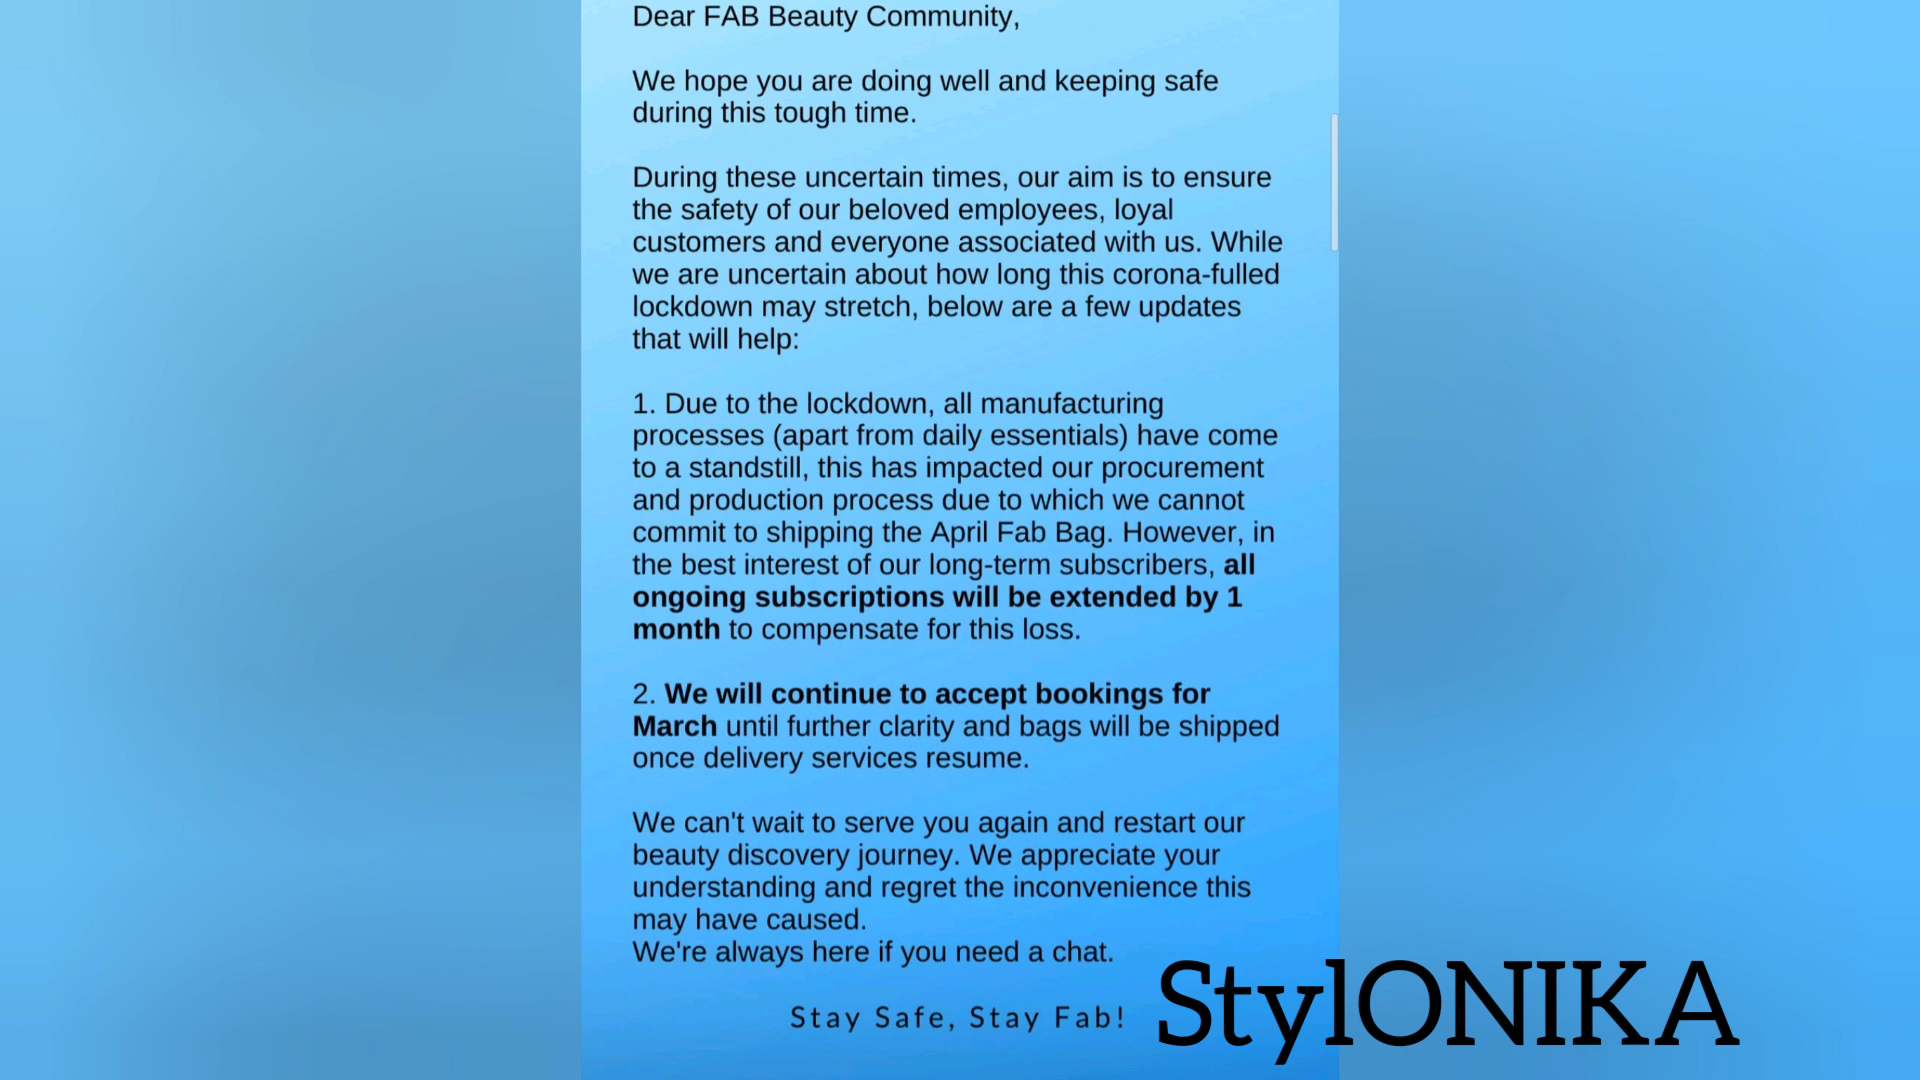 Dear FAB Beauty Community,
We hope you are doing well and keeping safe
during this tough time.
During these uncertain times, our aim is to ensure
the safety of our beloved employees, loyal
customers and everyone associated with us. While
we are uncertain about how long this corona-fulled
lockdown may stretch, below are a few updates
that will help:
1. Due to the lockdown, all manufacturing
processes (apart from daily essentials) have come
to a standstill, this has impacted our procurement
and production process due to which we cannot
commit to shipping the April Fab Bag. However, in
the best interest of our long-term subscribers, all
ongoing subscriptions will be extended by 1
month to compensate for this loss.
2. We will continue to accept bookings for
March until further clarity and bags will be shipped
once delivery services resume.
We can't wait to serve you again and restart our
beauty discovery journey. We appreciate your
understanding and regret the inconvenience this
may have caused.
We're always here if you need a chat.
Stay Safe, Stay Fab!
StylONIKA